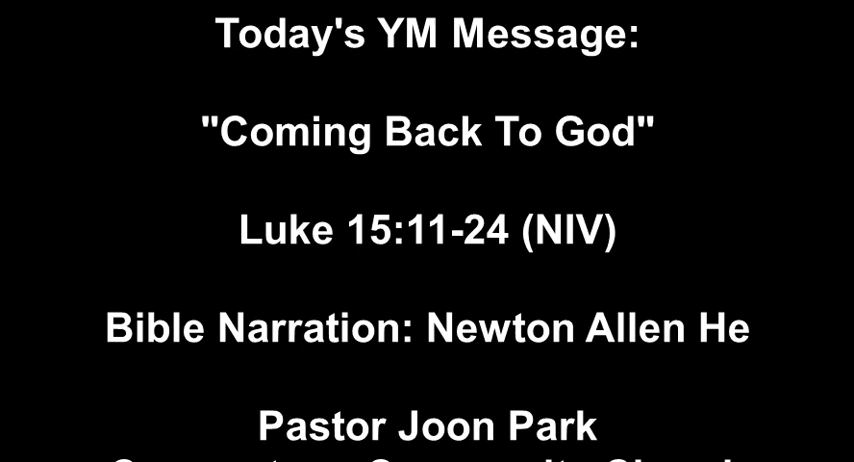 Today's YM Message:
"Coming Back To God"
Luke 15:11-24 (NIV)
Bible Narration: Newton Allen He
Pastor Joon Park